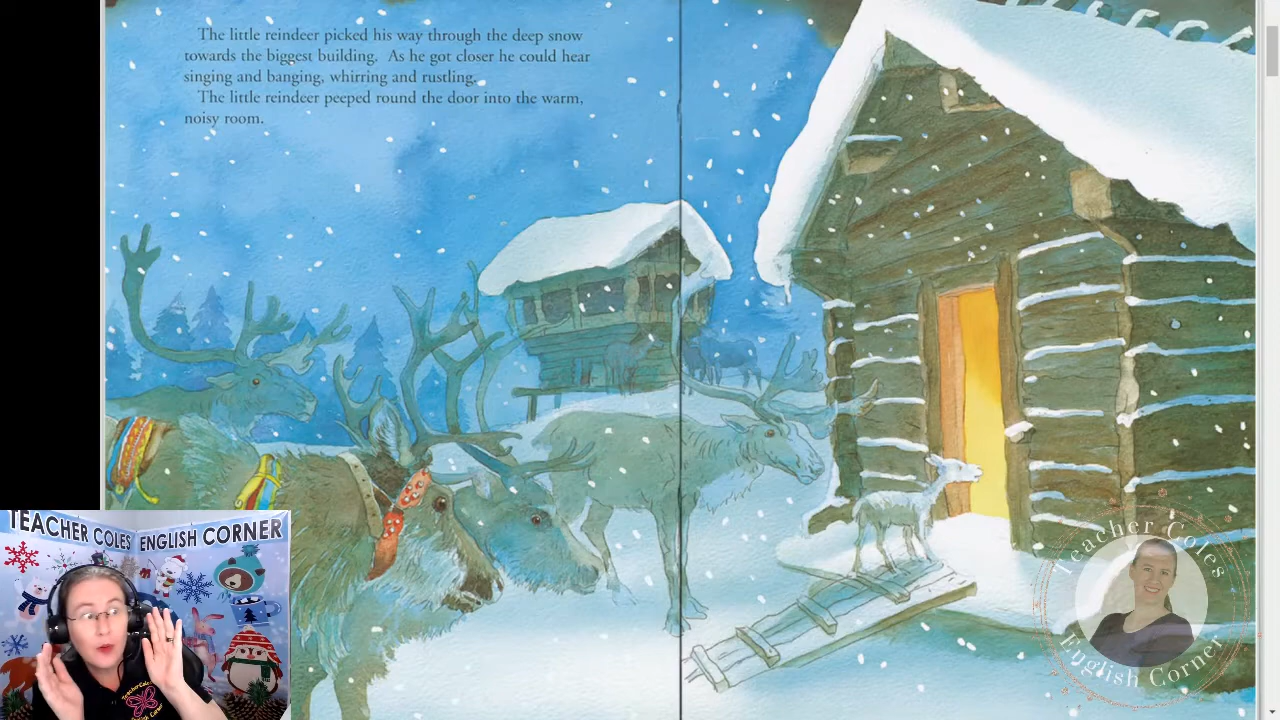 The little reindeer picked his way through the deep snow
towards the biggest building. As he got closer he could hear
singing and banging, whirring and rustling.
The little reindeer peeped round the door into the warm,
noisy room.
TEACHER COLES ENGLISH CORNER
Teacher Coles
English Corner